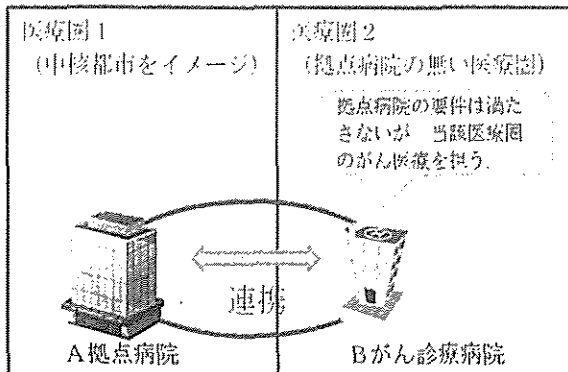 医療圏1
(中核都市をイメージ)
医療圏2
(拠点病院の無い医療圏)
拠点病院の要件は満た
さないが 当該医療圏
のがん医療を担う
連携
A拠点病院
Bがん診療病院